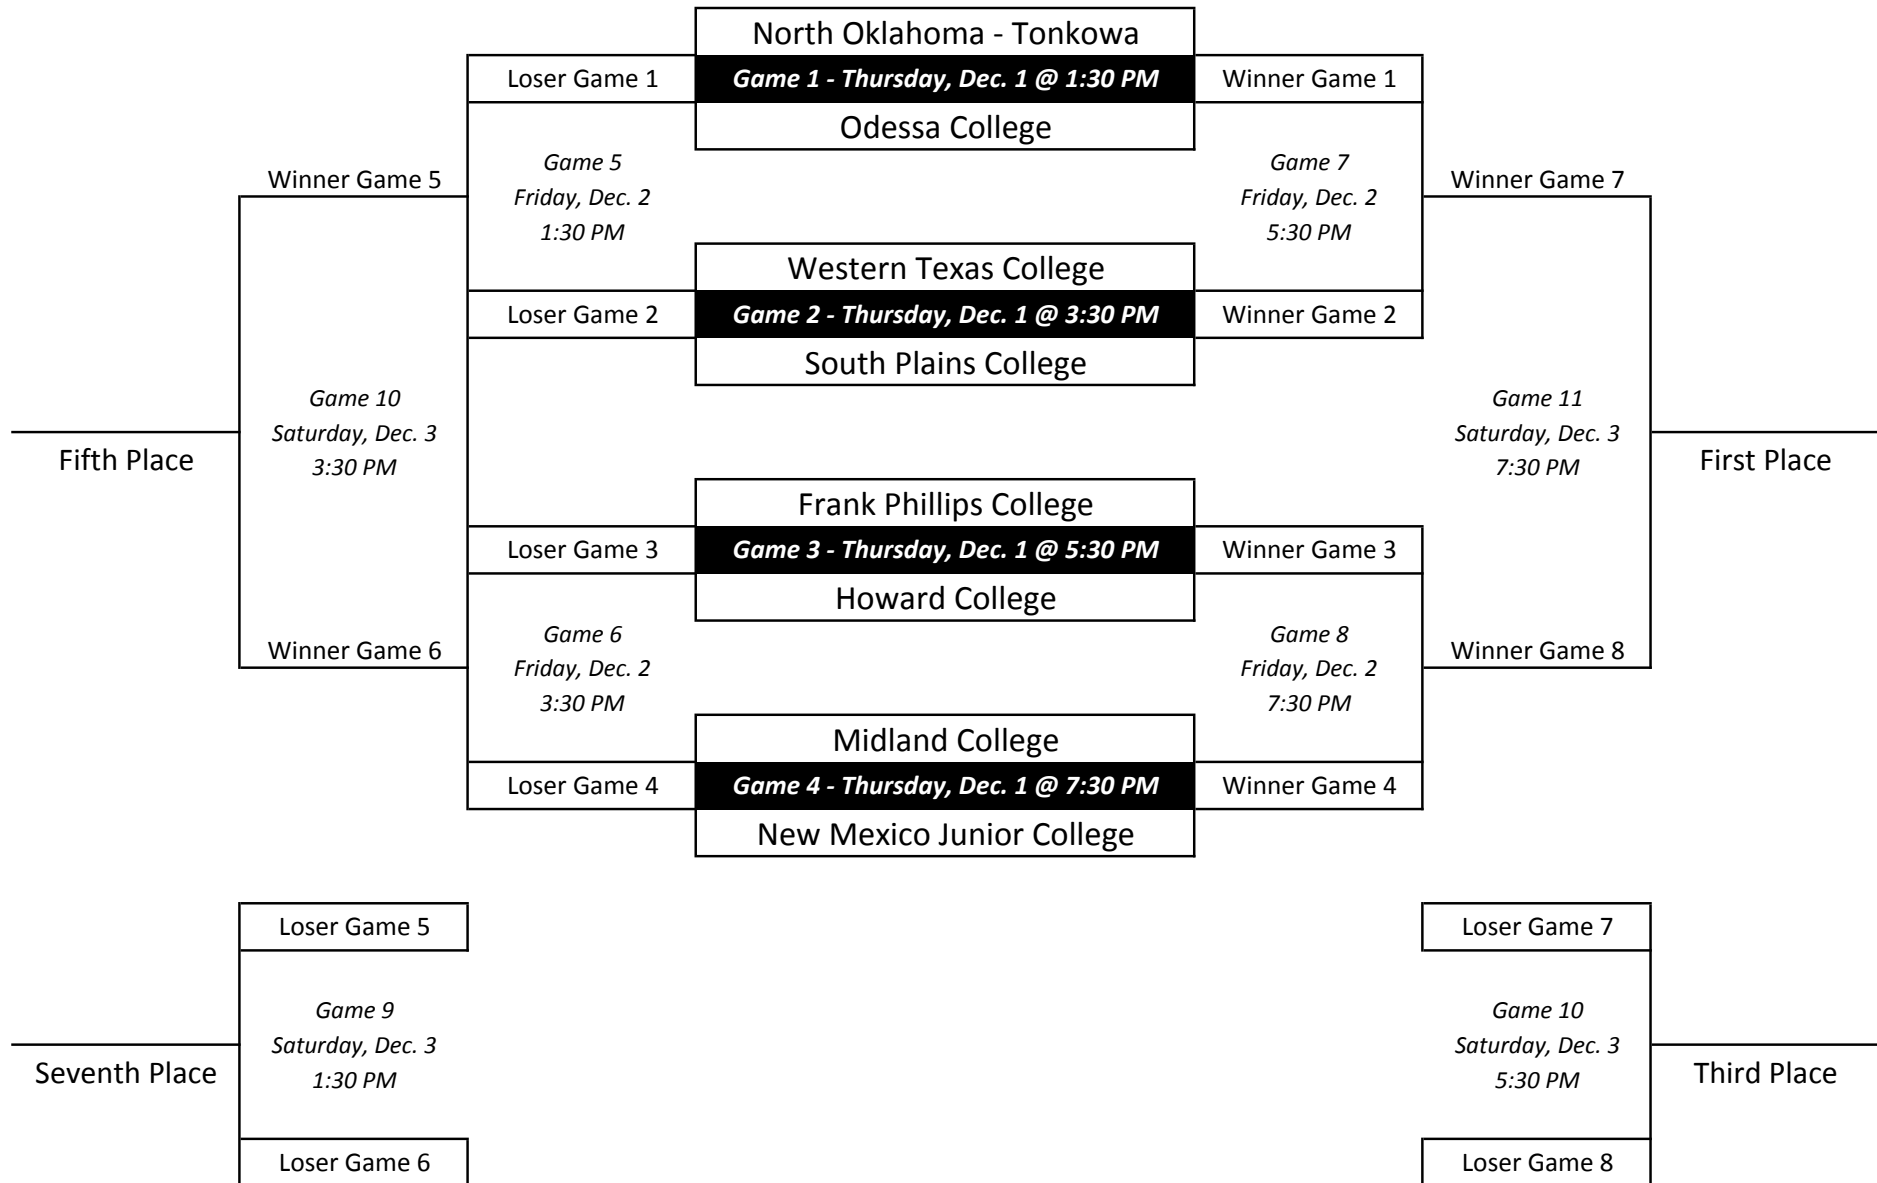 North Oklahoma - Tonkowa
Loser Game 1
Game 1 - Thursday, Dec. 1 @ 1:30 PM
Winner Game 1
Odessa College
Game 5
Friday, Dec. 2
1:30 PM
Game 7
Friday, Dec. 2
5:30 PM
Winner Game 5
Winner Game 7
Western Texas College
Loser Game 2
Game 2 - Thursday, Dec. 1 @ 3:30 PM
Winner Game 2
South Plains College
Game 10
Saturday, Dec. 3
3:30 PM
Game 11
Saturday, Dec. 3
7:30 PM
Fifth Place
First Place
Frank Phillips College
Loser Game 3
Game 3 - Thursday, Dec. 1 @ 5:30 PM
Winner Game 3
Howard College
Game 6
Friday, Dec. 2
3:30 PM
Game 8
Friday, Dec. 2
7:30 PM
Winner Game 6
Winner Game 8
Midland College
Loser Game 4
Game 4 - Thursday, Dec. 1 @ 7:30 PM
Winner Game 4
New Mexico Junior College
Loser Game 5
Loser Game 7
Game 9
Saturday, Dec. 3
1:30 PM
Game 10
Saturday, Dec. 3
5:30 PM
Seventh Place
Third Place
Loser Game 6
Loser Game 8